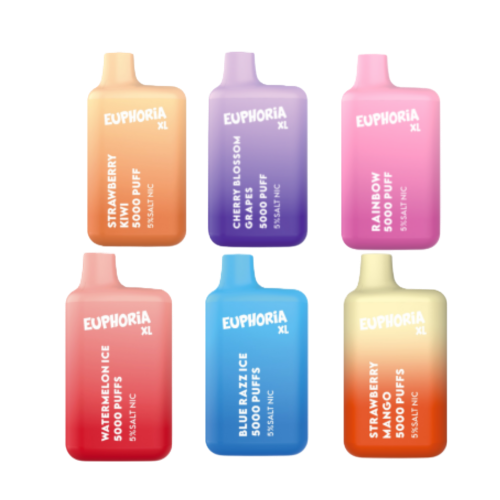 EUPHORiA
XL
STRAWBERRY
KIWI
5000 PUFF
5%SALT NIC
EUPHORiA
XL
CHERRY BLOSSOM
GRAPES
5000 PUFF
5%SALT NIC
EUPHORiA
XL
RAINBOW
5000 PUFF
5%SALT NIC
EUPHORiA
XL
WATERMELON ICE
5000 PUFFS
5%SALT NIC
EUPHORiA
XL
BLUE RAZZ ICE
5000 PUFFS
5%SALT NIC
EUPHORiA
XL
STRAWBERRY
MANGO
5000 PUFFS
5%SALT NIC